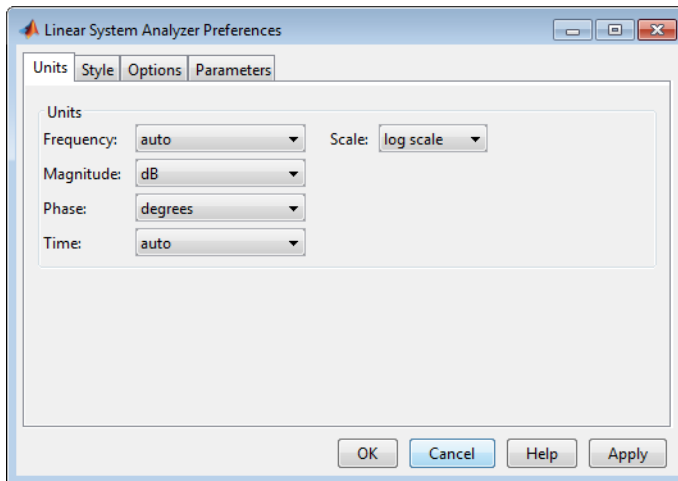 Linear System Analyzer Preferences
Units Style Options Parameters
Units
Frequency: auto Scale: log scale
Magnitude: dB
Phase: degrees
Time: auto
OK Cancel Help Apply